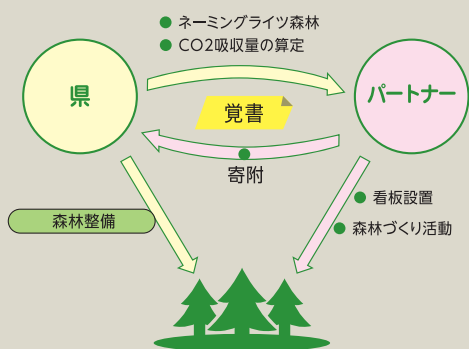 ネーミングライツ森林
CO2吸収量の算定
県
パートナー
覚書
寄附
看板設置
森林整備
森林づくり活動